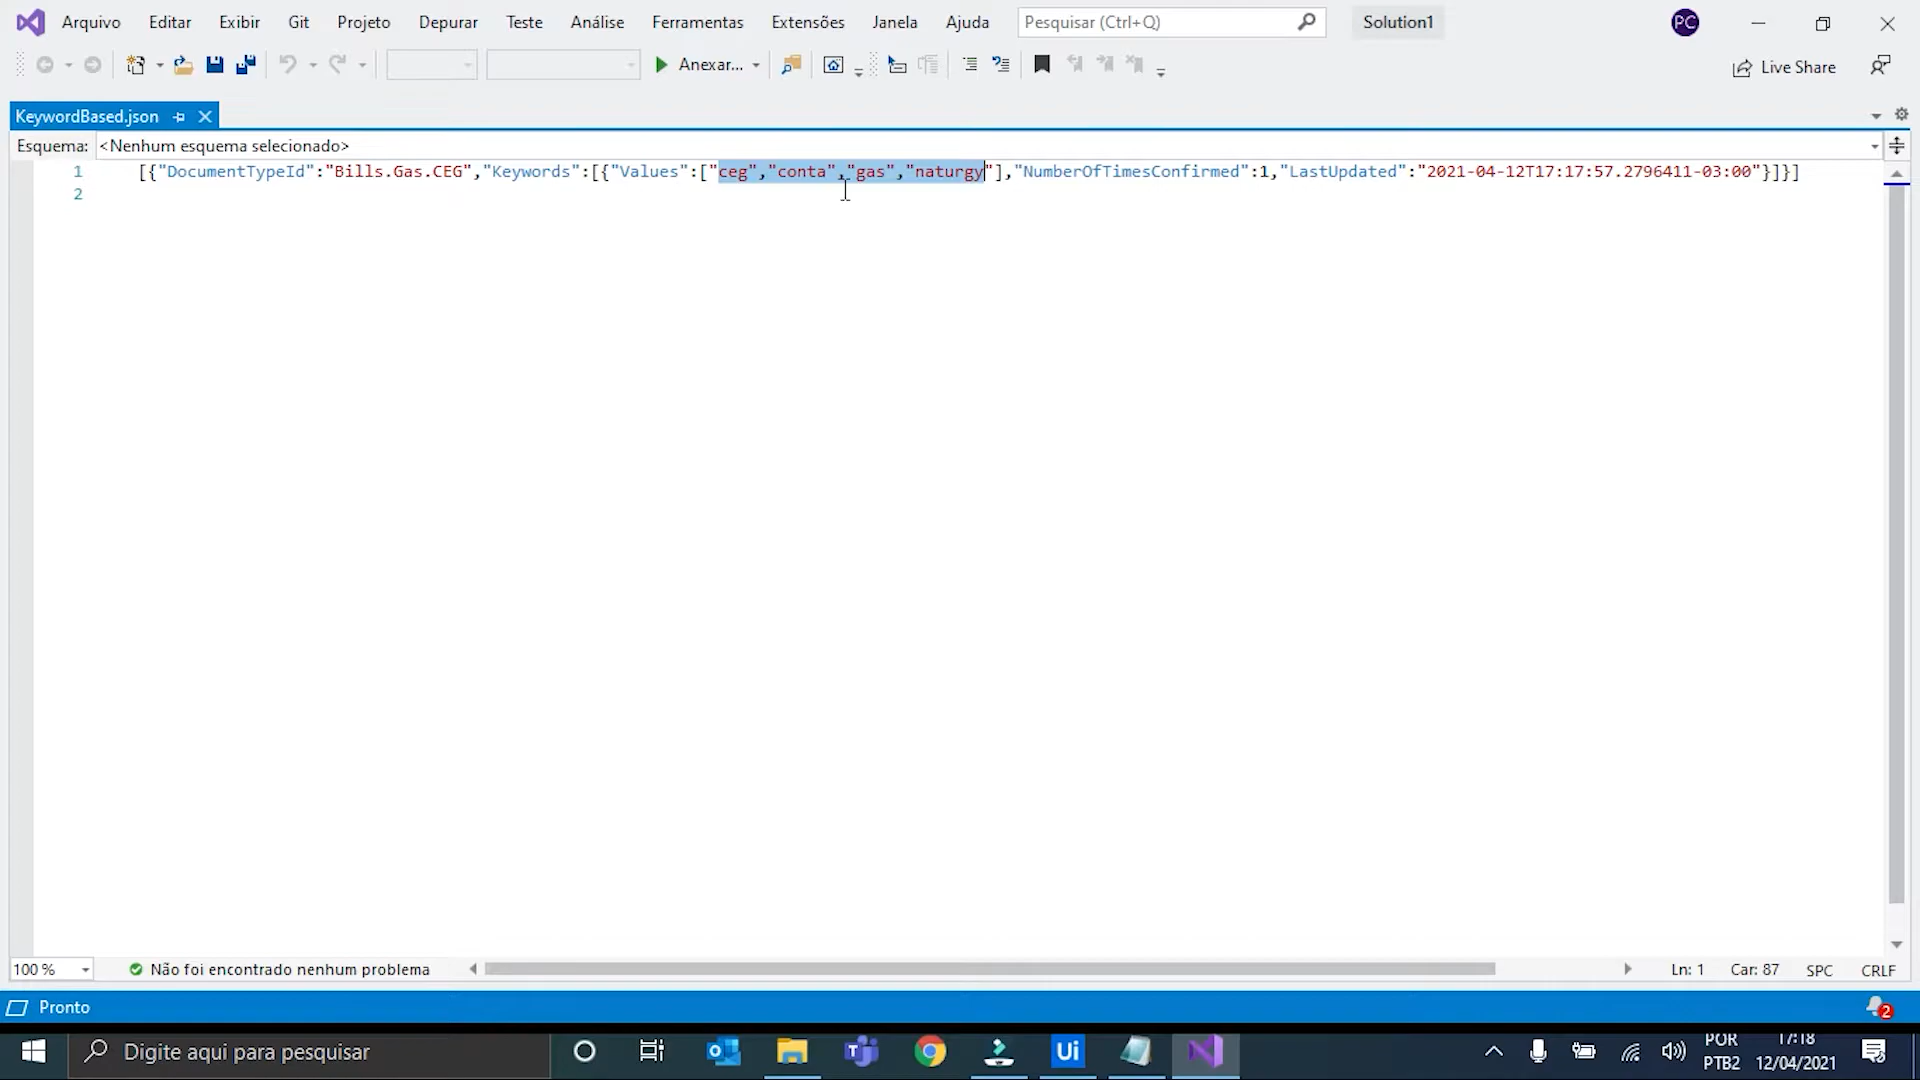 Arquivo Editar Exibir Git Projeto Depurar Teste Análise Ferramentas Extensões Janela Ajuda Pesquisar (Ctrl+Q) Solution1 PC
Anexar... Live Share
KeywordBased.json
Esquema: <Nenhum esquema selecionado>
1 [{"DocumentTypeId":"Bills.Gas.CEG","Keywords":[{"Values":["ceg","conta","gas","naturgy"],"NumberOfTimesConfirmed":1,"LastUpdated":"2021-04-12T17:17:57.2796411-03:00"}]}]
2
100 % Não foi encontrado nenhum problema Ln: 1 Car: 87 SPC CRLF
Pronto 2
Digite aqui para pesquisar Ui POR 17:18
PTB2 12/04/2021